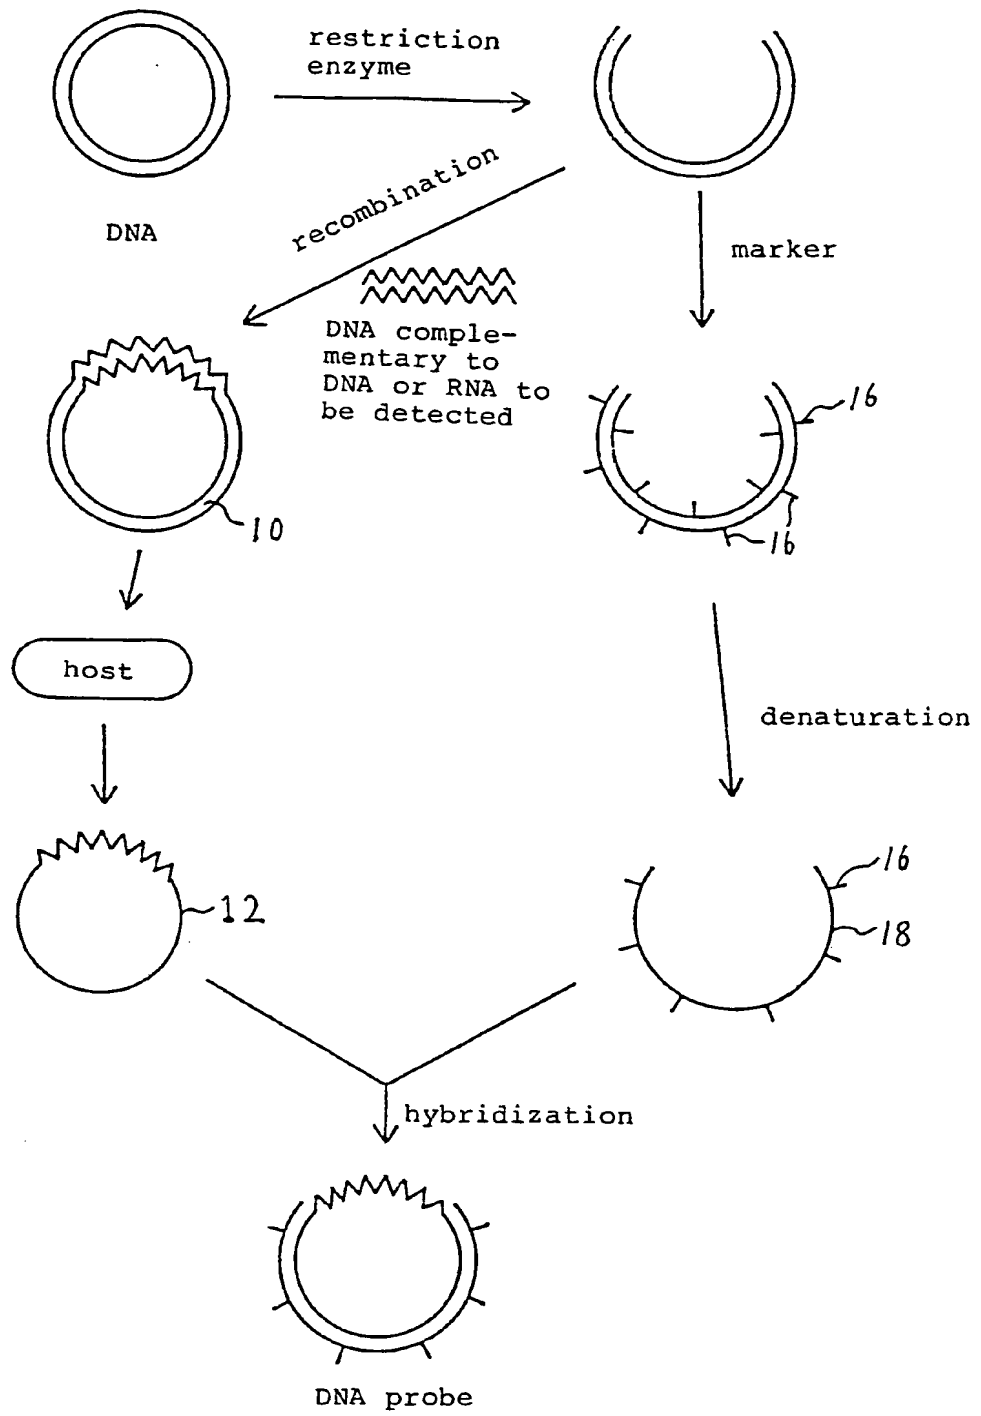 restriction
enzyme
DNA
recombination
marker
DNA comple-
mentary to
DNA or RNA to
be detected
16
16
10
host
denaturation
16
12
18
hybridization
DNA probe